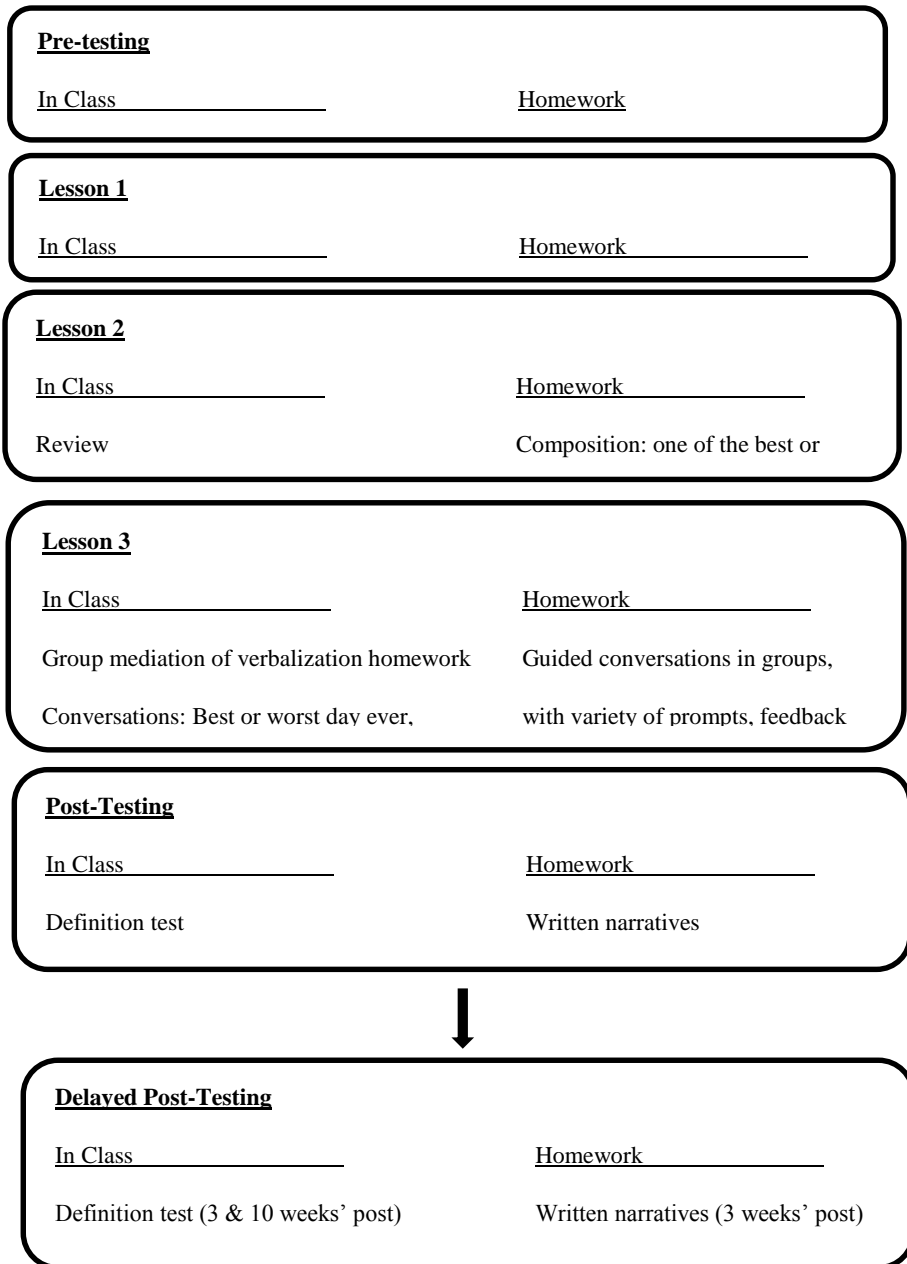 Pre-testing
In Class Homework
Lesson 1
In Class Homework
Lesson 2
In Class Homework
Review Composition: one of the best or
Lesson 3
In Class Homework
Group mediation of verbalization homework Guided conversations in groups,
Conversations: Best or worst day ever, with variety of prompts, feedback
Post-Testing
In Class Homework
Definition test Written narratives
Delayed Post-Testing
In Class Homework
Definition test (3 & 10 weeks’ post) Written narratives (3 weeks’ post)